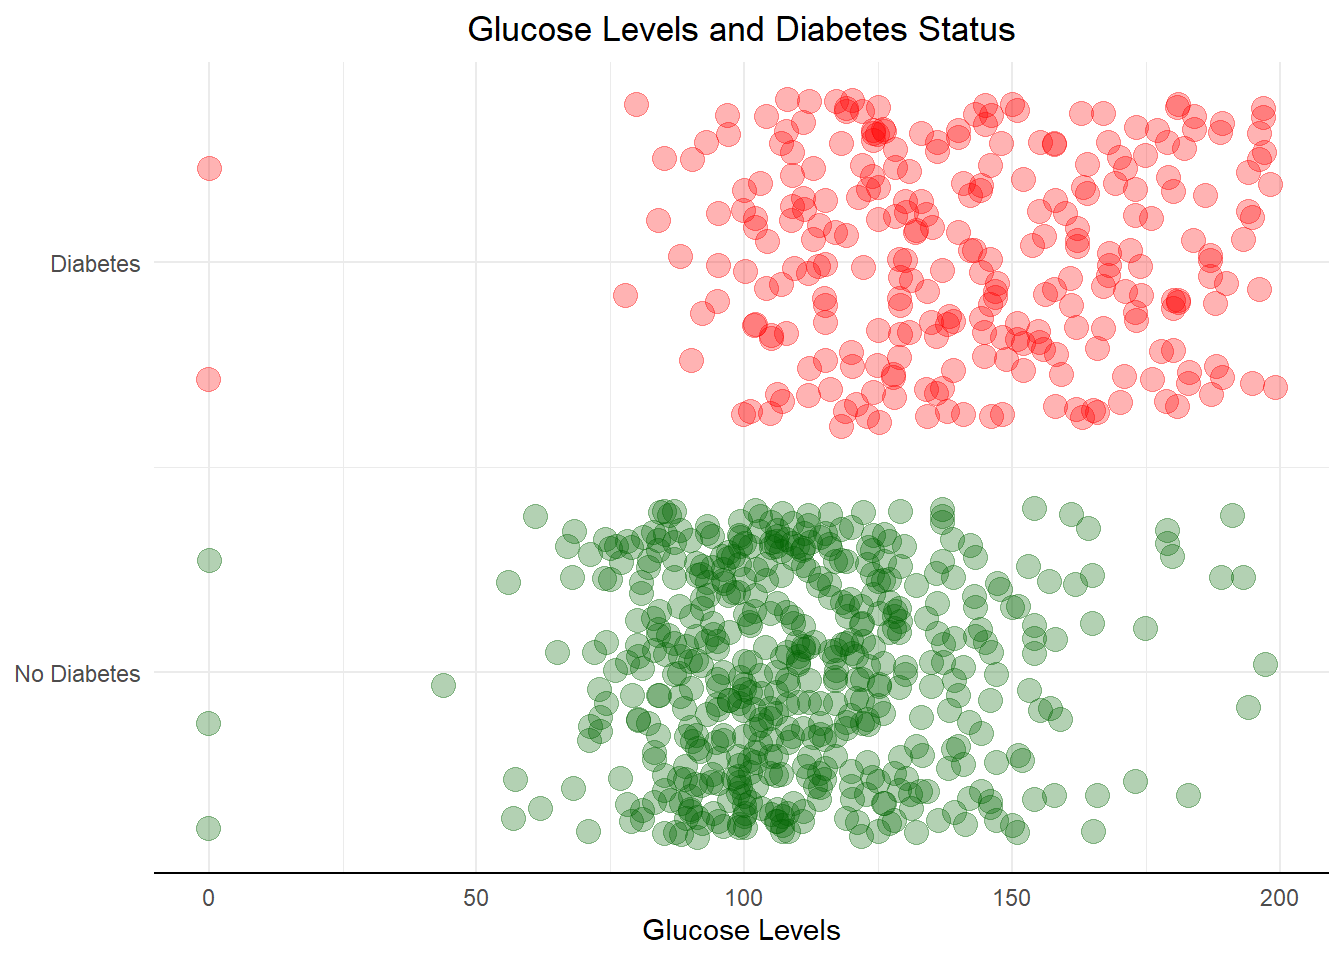 Glucose Levels and Diabetes Status
Diabetes
No Diabetes
0 50 100 150 200
Glucose Levels